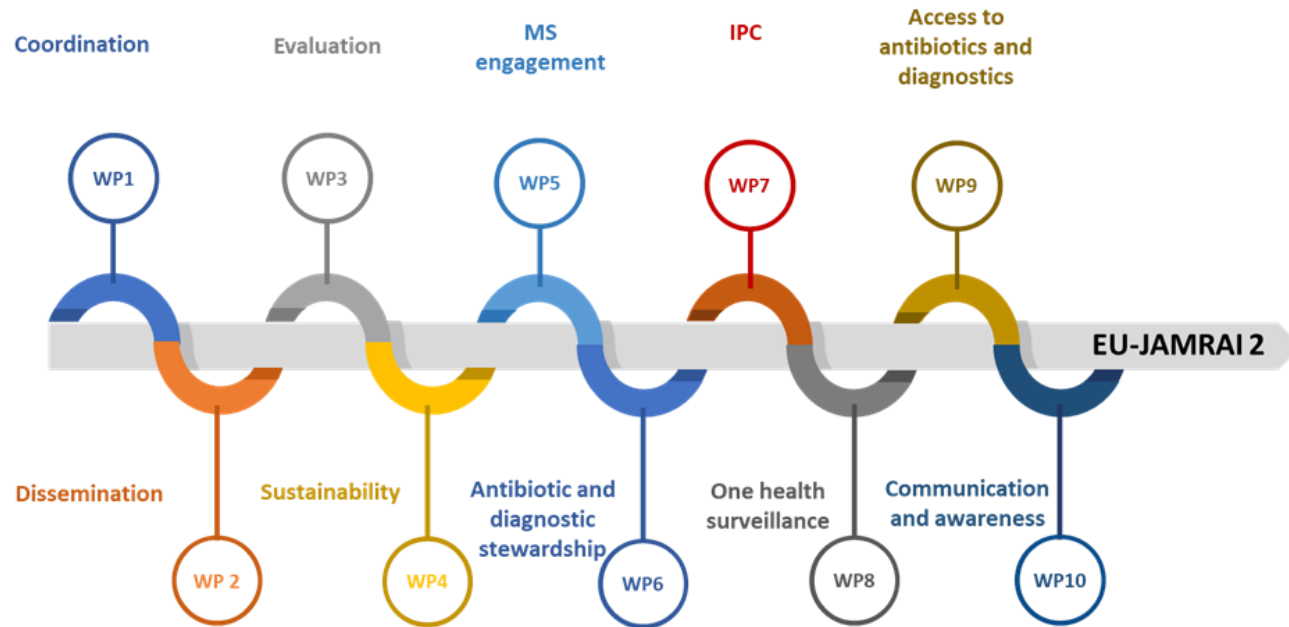 Coordination
Evaluation
MS
engagement
IPC
Access to
antibiotics and
diagnostics
WP1
WP3
WP5
WP7
WP9
EU-JAMRAI 2
Dissemination
Sustainability
Antibiotic and
diagnostic
stewardship
One health
surveillance
Communication
and awareness
WP 2
WP4
WP6
WP8
WP10